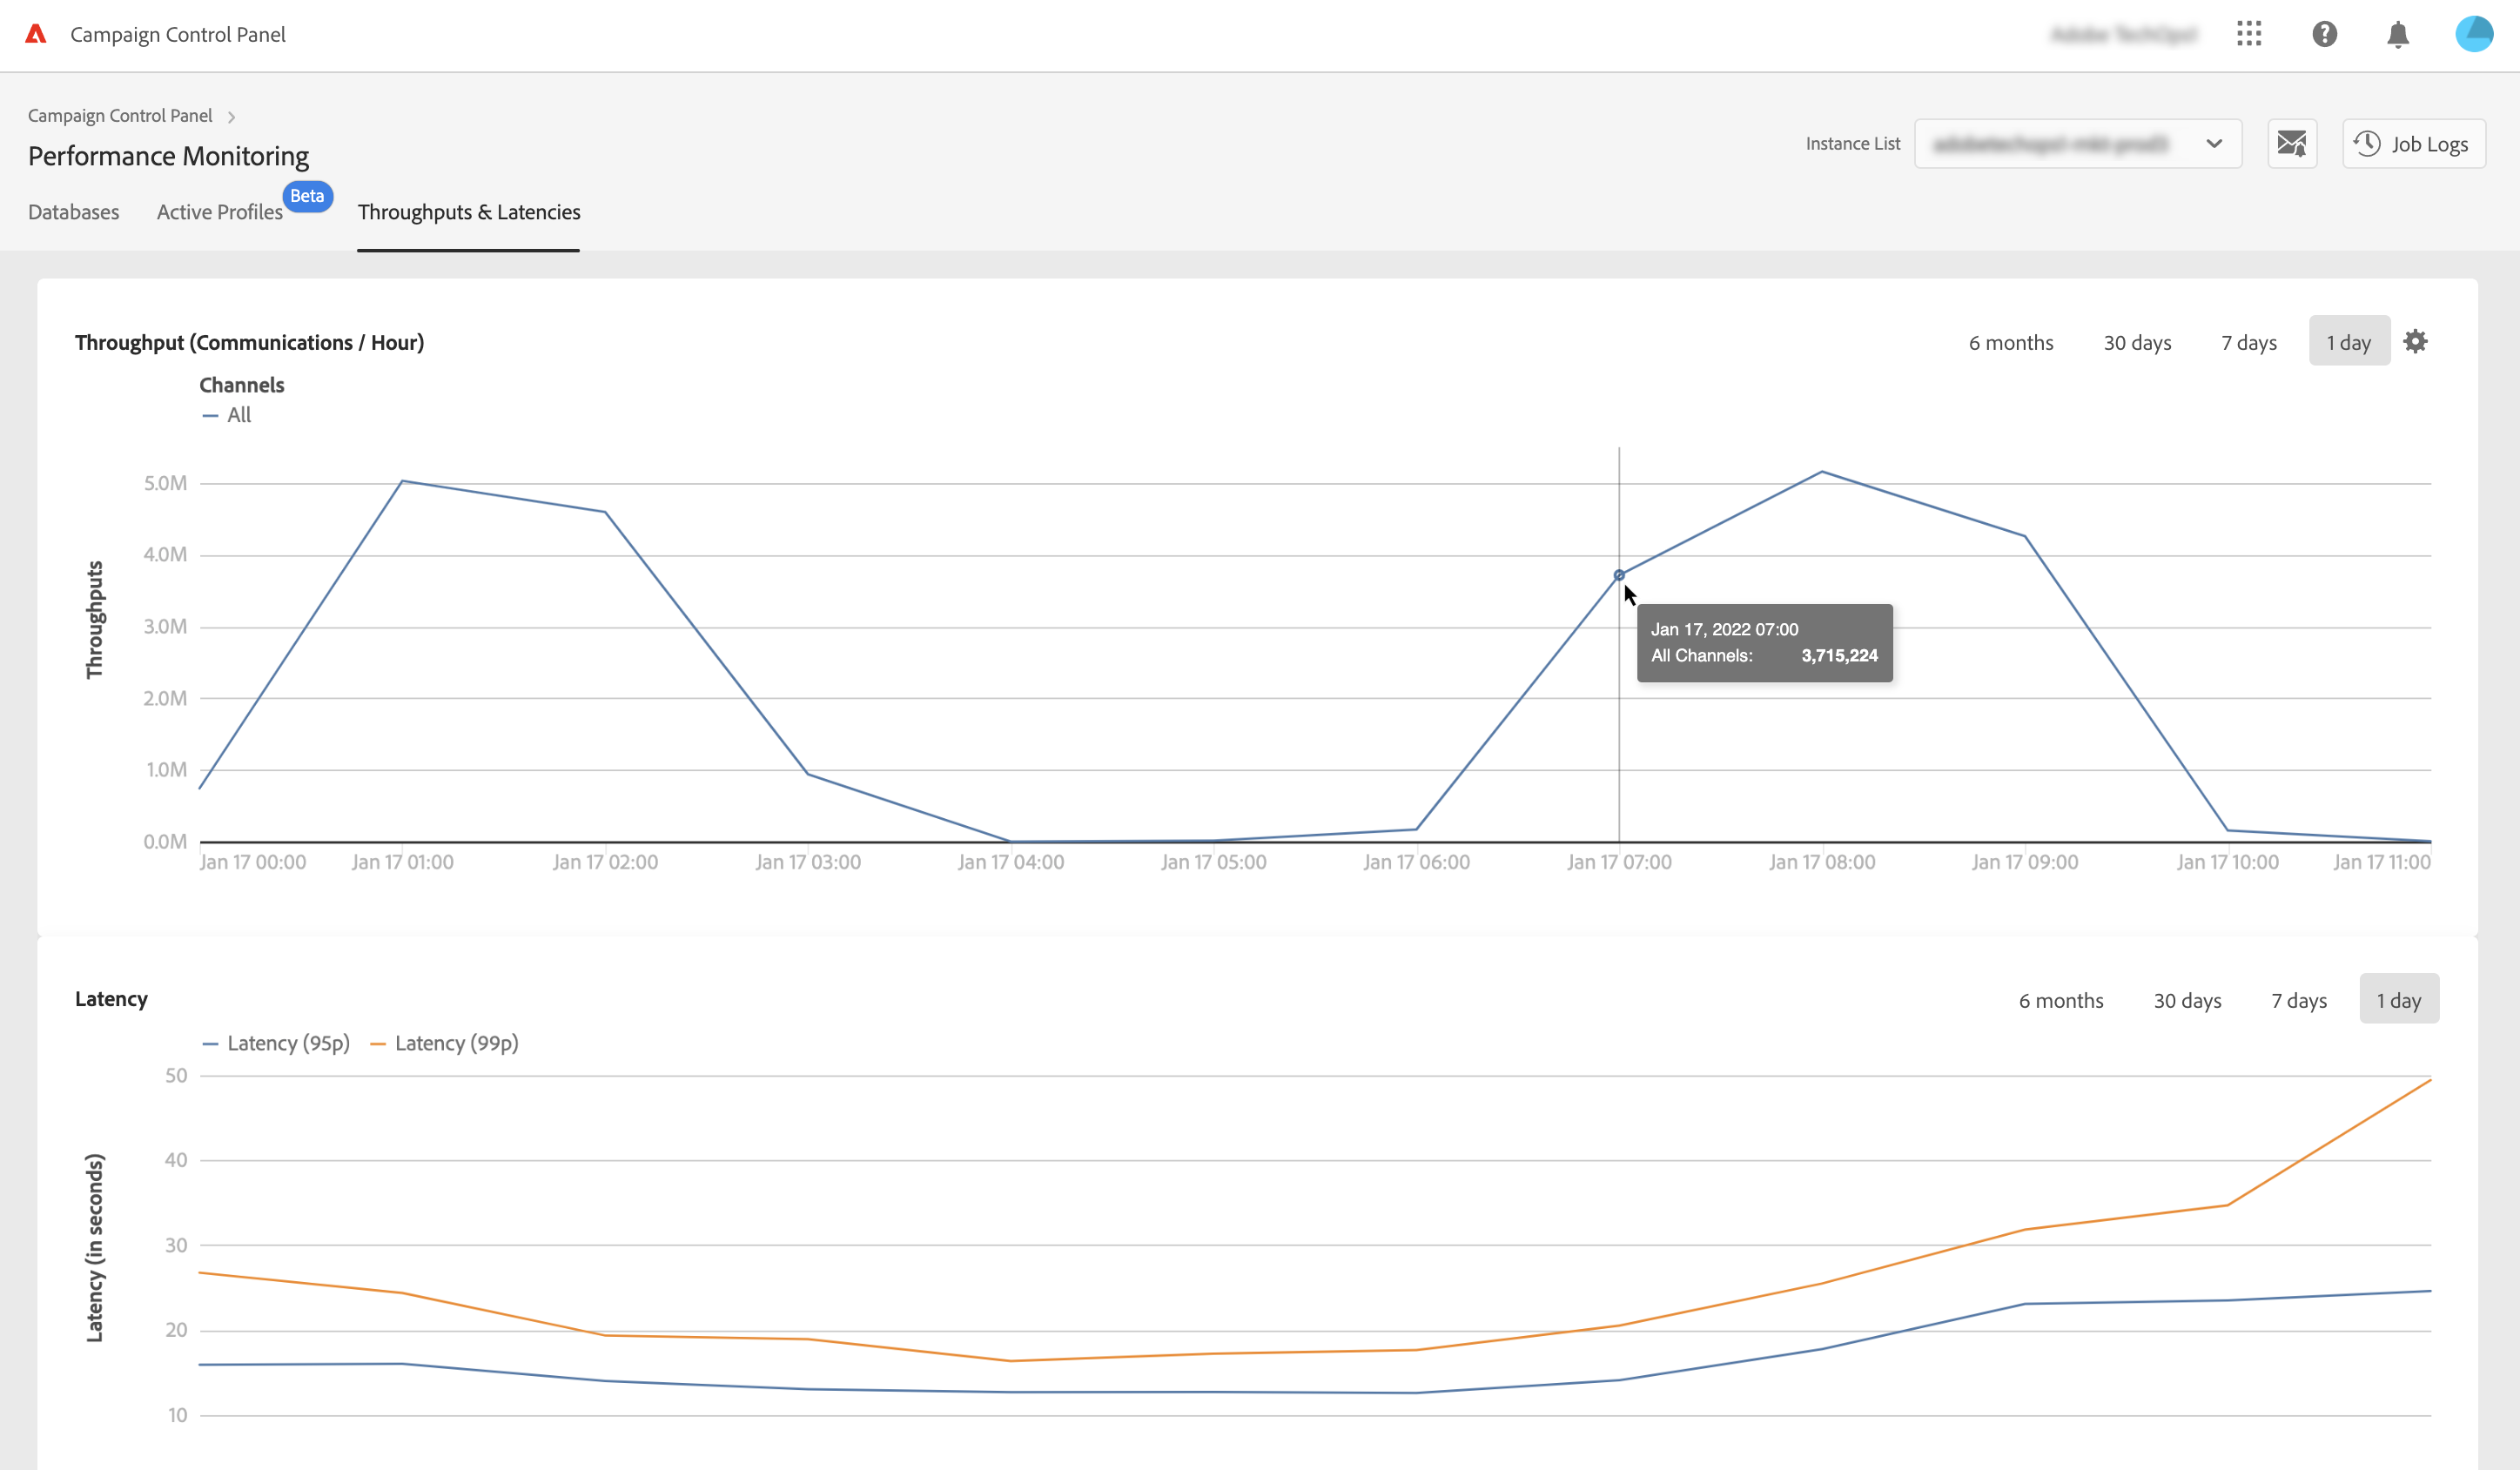 Campaign Control Panel
Campaign Control Panel
Performance Monitoring
Instance List
Job Logs
Databases
Active Profiles
Beta
Throughputs & Latencies
Throughput (Communications / Hour)
6 months
30 days
7 days
1 day
Channels
All
5.0M
4.0M
3.0M
2.0M
1.0M
0.0M
Throughputs
Jan 17, 2022 07:00
All Channels: 3,715,224
Jan 17 00:00
Jan 17 01:00
Jan 17 02:00
Jan 17 03:00
Jan 17 04:00
Jan 17 05:00
Jan 17 06:00
Jan 17 07:00
Jan 17 08:00
Jan 17 09:00
Jan 17 10:00
Jan 17 11:00
Latency
6 months
30 days
7 days
1 day
Latency (95p)
Latency (99p)
50
40
30
20
10
Latency (in seconds)